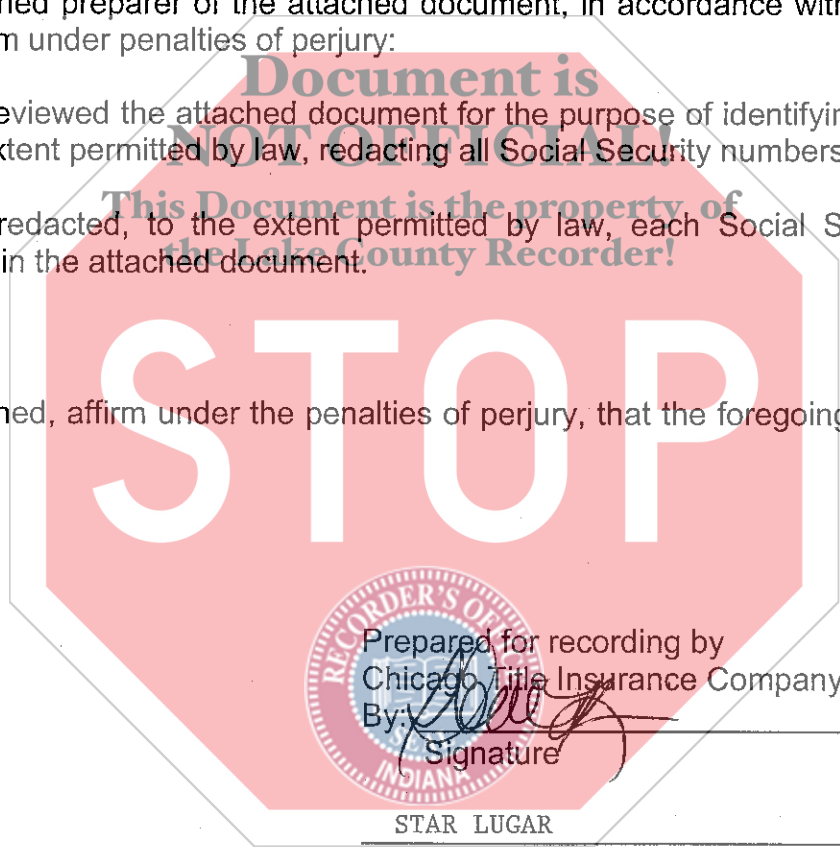 ned preparer of the attached document, in accordance with
m under penalties of perjury:
Document is
eviewed the attached document for the purpose of identifyin
NOT OFFICIAL!
xtent permitted by law, redacting all Social Security numbers
This Document is the property of
redacted, to the extent permitted by law, each Social S
the Lake County Recorder!
in the attached document.
STOP
ned, affirm under the penalties of perjury, that the foregoing
RECORDER'S OFFIC
Prepared for recording by
Chicago Title Insurance Company
By:
SEAL
Signature
INDIANA
STAR LUGAR